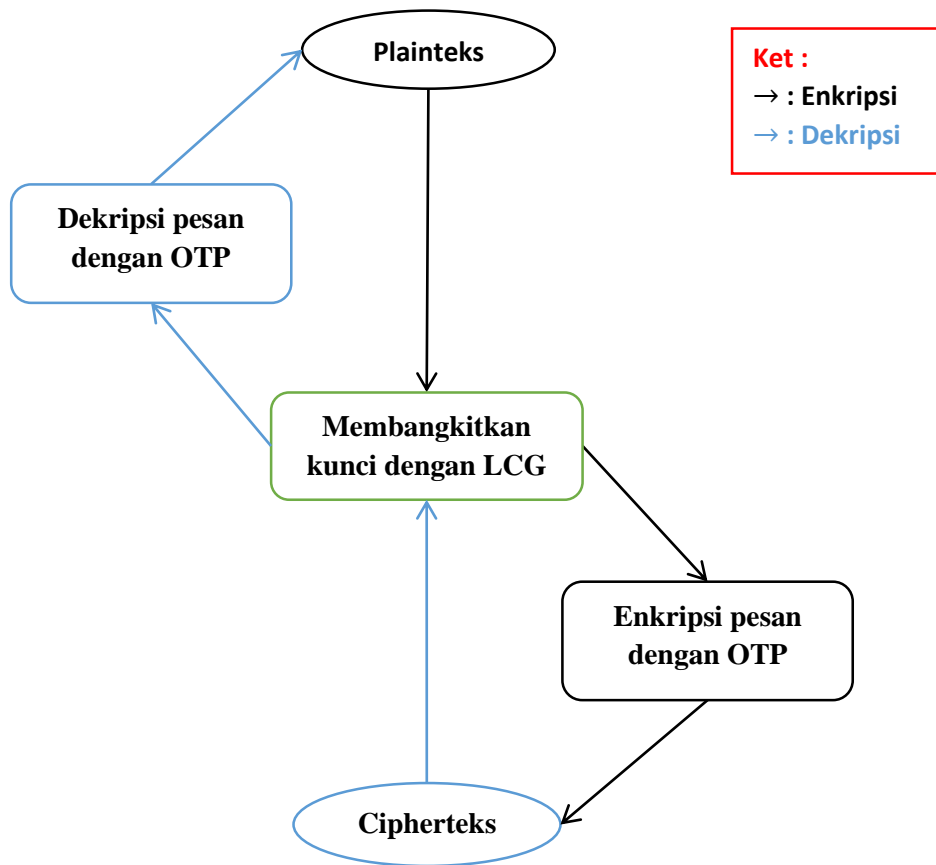 Plainteks
Ket :
→ : Enkripsi
→ : Dekripsi
Dekripsi pesan
dengan OTP
Membangkitkan
kunci dengan LCG
Enkripsi pesan
dengan OTP
Cipherteks